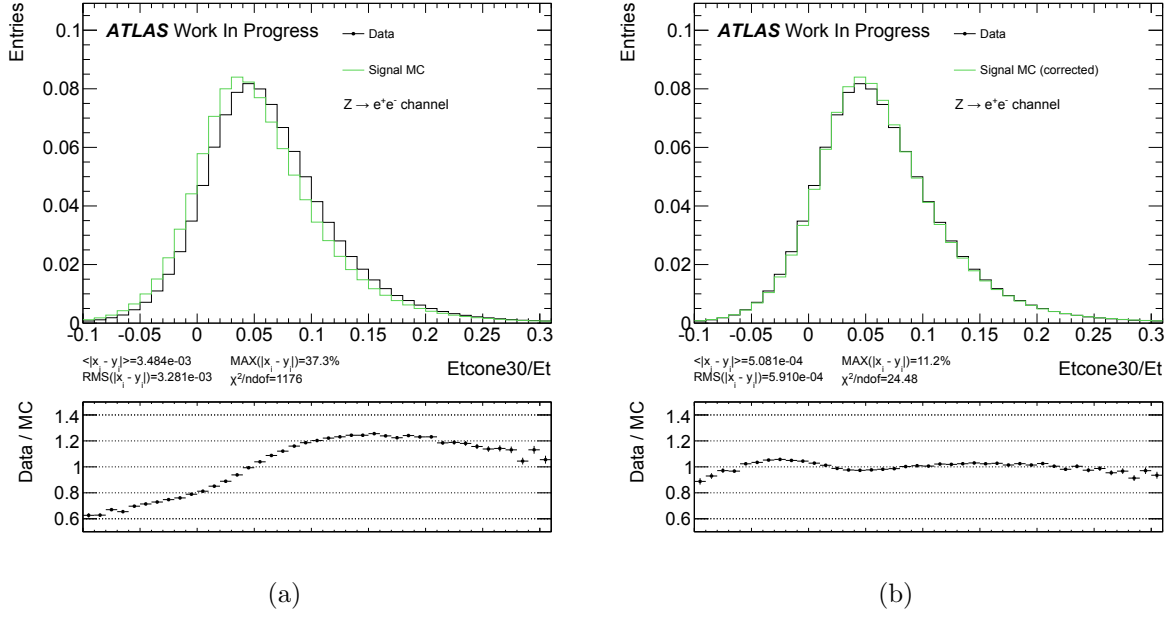 Entries
0.1
0.08
0.06
0.04
0.02
0
ATLAS Work In Progress
Data
Signal MC
Z → e⁺e⁻ channel
-0.1 -0.05 0 0.05 0.1 0.15 0.2 0.25 0.3
<|x_i - y_i|>=3.484e-03 MAX(|x_i - y_i|)=37.3%
RMS(|x_i - y_i|)=3.281e-03 χ²/ndof=1176
Etcone30/Et
Data / MC
1.4
1.2
1
0.8
0.6
(a)
Entries
0.1
0.08
0.06
0.04
0.02
0
ATLAS Work In Progress
Data
Signal MC (corrected)
Z → e⁺e⁻ channel
-0.1 -0.05 0 0.05 0.1 0.15 0.2 0.25 0.3
<|x_i - y_i|>=5.081e-04 MAX(|x_i - y_i|)=11.2%
RMS(|x_i - y_i|)=5.910e-04 χ²/ndof=24.48
Etcone30/Et
Data / MC
1.4
1.2
1
0.8
0.6
(b)